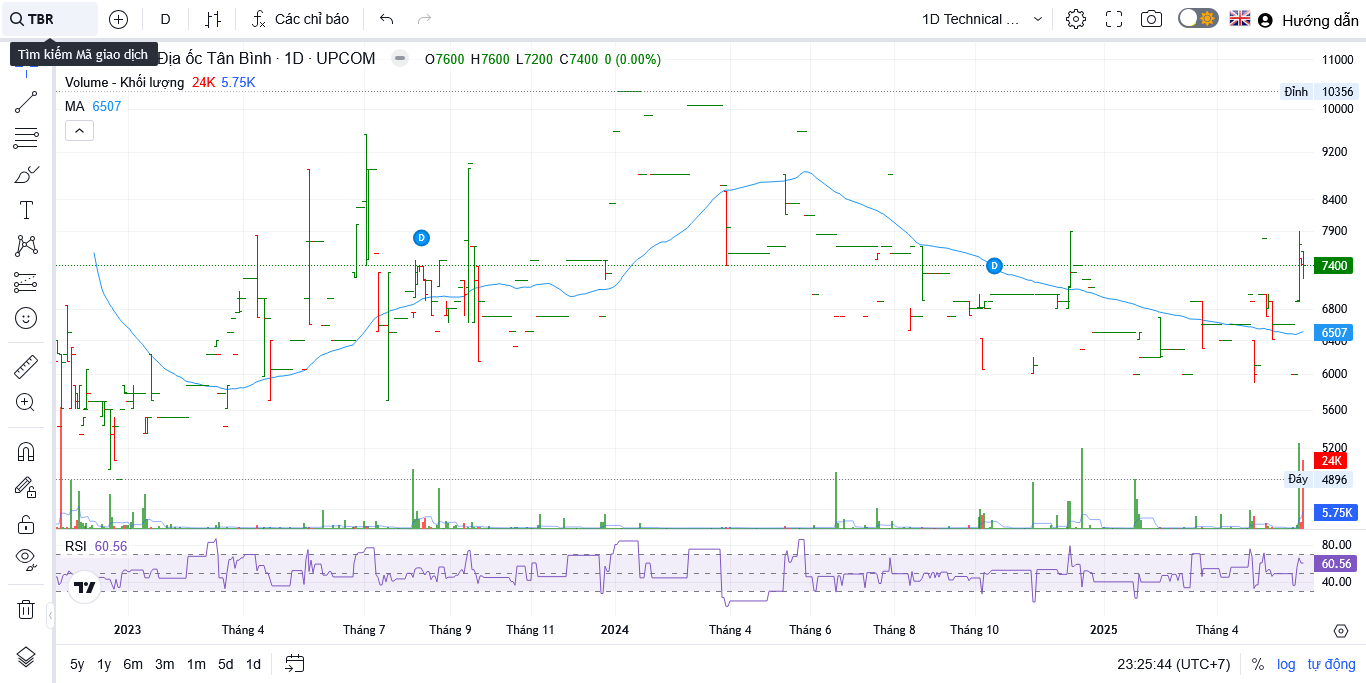 TBR
D
Các chỉ báo
1D Technical ...
Hướng dẫn
Tìm kiếm Mã giao dịch
Địa ốc Tân Bình · 1D · UPCOM
O7600 H7600 L7200 C7400 0 (0.00%)
Volume - Khối lượng 24K 5.75K
MA 6507
11000
Đỉnh 10356
10000
9200
8400
7900
D
D
7400
6800
6507
6400
6000
5600
5200
24K
Đáy 4896
5.75K
RSI 60.56
80.00
60.56
40.00
2023
Tháng 4
Tháng 7
Tháng 9
Tháng 11
2024
Tháng 4
Tháng 6
Tháng 8
Tháng 10
2025
Tháng 4
5y 1y 6m 3m 1m 5d 1d
23:25:44 (UTC+7)
% log tự động